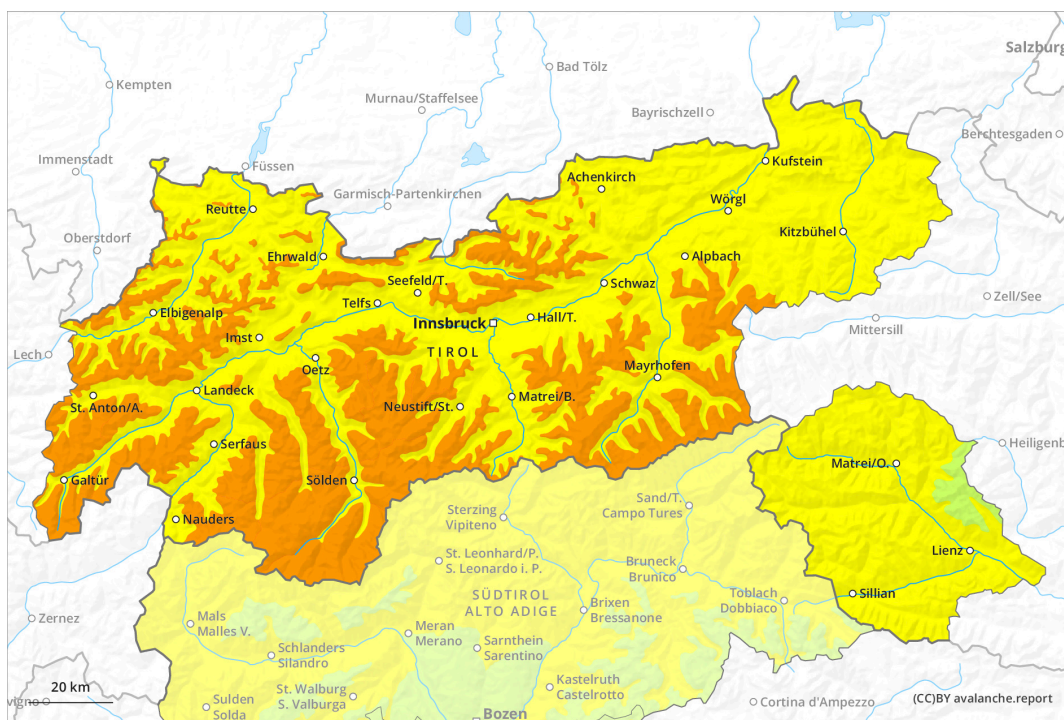 Salzburg
Bad Tölz
Kempten
Murnau/Staffelsee
Bayrischzell
Berchtesgaden
Immenstadt
Füssen
Kufstein
Achenkirch
Garmisch-Partenkirchen
Wörgl
Reutte
Kitzbühel
Oberstdorf
Ehrwald
Alpbach
Seefeld/T.
Schwaz
Zell/See
Telfs
Elbigenalp
Innsbruck
Hall/T.
Mittersill
Imst
Lech
TIROL
Oetz
Mayrhofen
Landeck
St. Anton/A.
Neustift/St.
Matrei/B.
Serfaus
Heiligenb
Matrei/O.
Galtür
Sölden
Sand/T.
Campo Tures
Sterzing
Vipiteno
Nauders
Lienz
St. Leonhard/P.
S. Leonardo i. P.
Bruneck
Brunico
SÜDTIROL
ALTO ADIGE
Sillian
Toblach
Dobbiaco
Brixen
Bressanone
Zernez
Mals
Malles V.
Meran
Merano
Sarnthein
Sarentino
Schlanders
Silandro
Kastelruth
Castelrotto
20 km
vigno
St. Walburg
S. Valburga
Sulden
Solda
Cortina d'Ampezzo
(CC)BY avalanche.report
Bozen